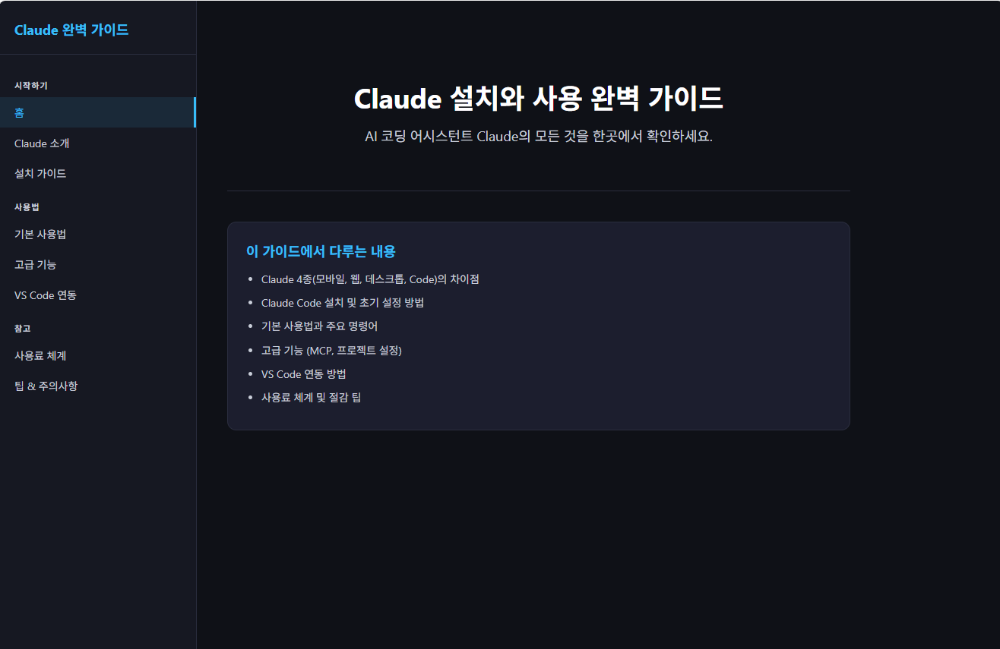 Claude 완벽 가이드
시작하기
홈
Claude 소개
설치 가이드
사용법
기본 사용법
고급 기능
VS Code 연동
참고
사용료 체계
팁 & 주의사항
Claude 설치와 사용 완벽 가이드
AI 코딩 어시스턴트 Claude의 모든 것을 한곳에서 확인하세요.
이 가이드에서 다루는 내용
• Claude 4종(모바일, 웹, 데스크톱, Code)의 차이점
• Claude Code 설치 및 초기 설정 방법
• 기본 사용법과 주요 명령어
• 고급 기능 (MCP, 프로젝트 설정)
• VS Code 연동 방법
• 사용료 체계 및 절감 팁